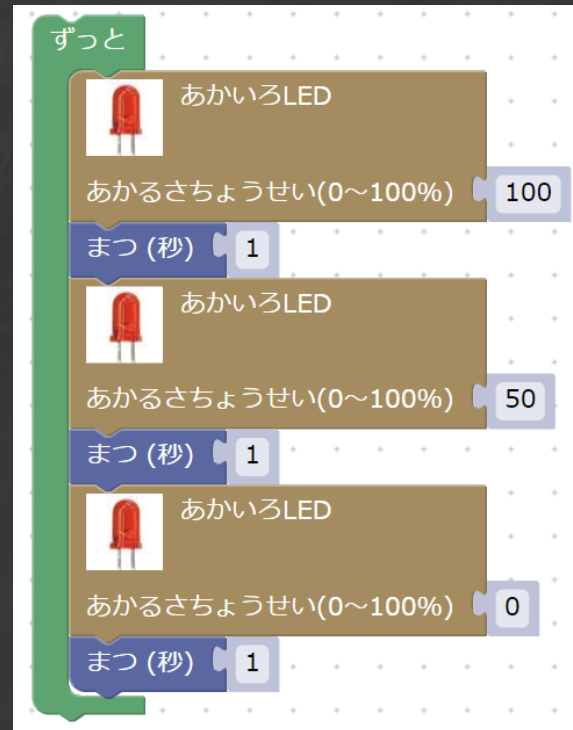 ずっと
あかいろLED
あかるさちょうせい(0〜100%) 100
まつ (秒) 1
あかいろLED
あかるさちょうせい(0〜100%) 50
まつ (秒) 1
あかいろLED
あかるさちょうせい(0〜100%) 0
まつ (秒) 1